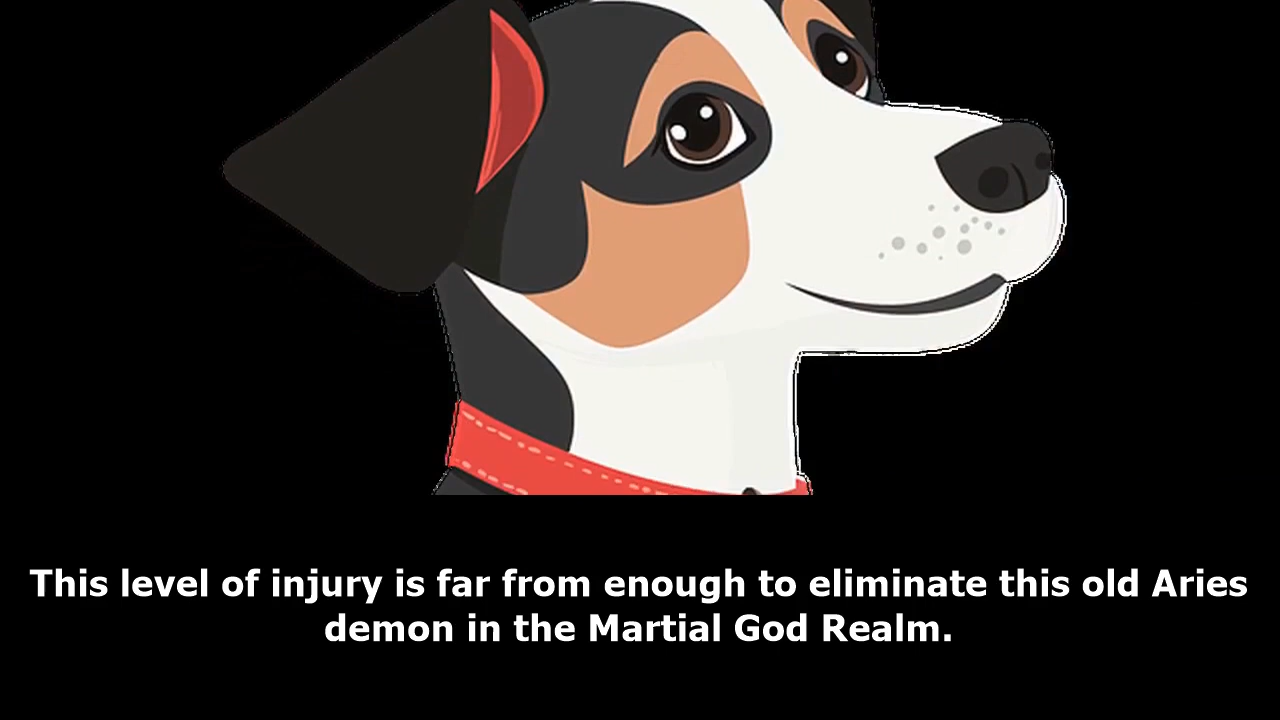 This level of injury is far from enough to eliminate this old Aries
demon in the Martial God Realm.